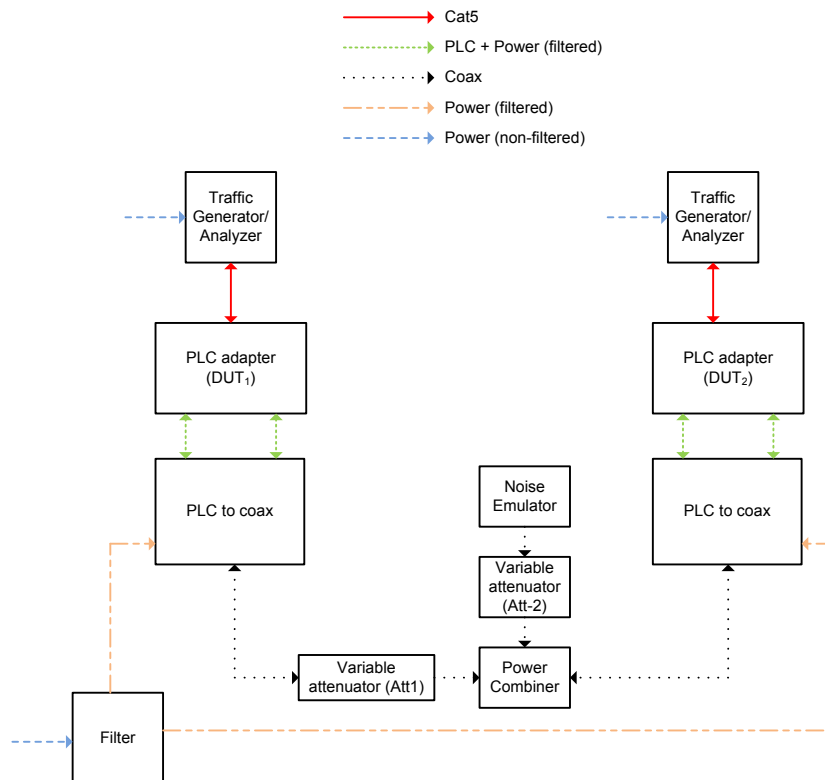 Cat5
PLC + Power (filtered)
Coax
Power (filtered)
Power (non-filtered)
Traffic
Generator/
Analyzer
Traffic
Generator/
Analyzer
PLC adapter
(DUT₁)
PLC adapter
(DUT₂)
PLC to coax
Noise
Emulator
PLC to coax
Variable
attenuator
(Att-2)
Variable
attenuator (Att1)
Power
Combiner
Filter